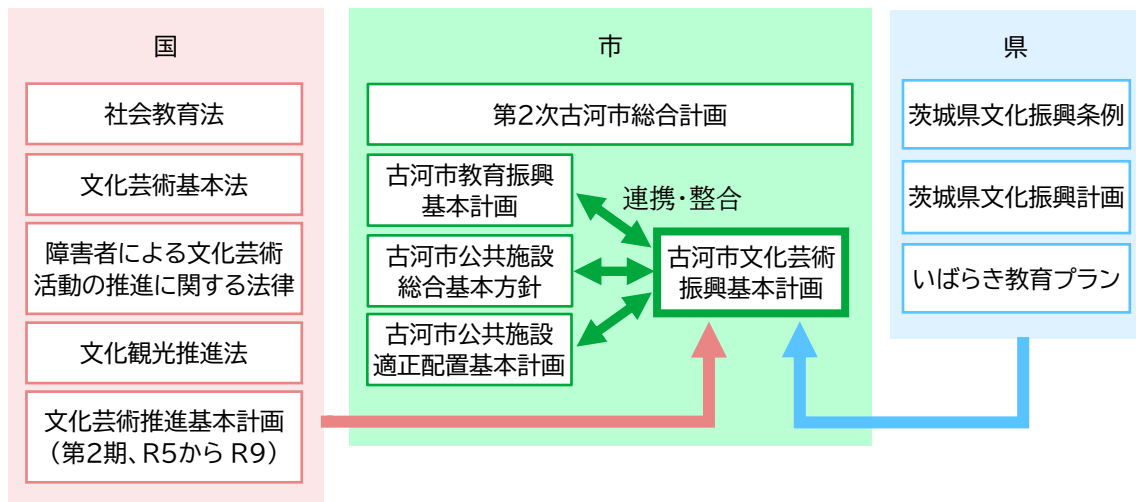 国
社会教育法
文化芸術基本法
障害者による文化芸術
活動の推進に関する法律
文化観光推進法
文化芸術推進基本計画
(第2期、R5から R9)
市
第2次古河市総合計画
古河市教育振興
基本計画
古河市公共施設
総合基本方針
古河市公共施設
適正配置基本計画
連携・整合
古河市文化芸術
振興基本計画
県
茨城県文化振興条例
茨城県文化振興計画
いばらき教育プラン